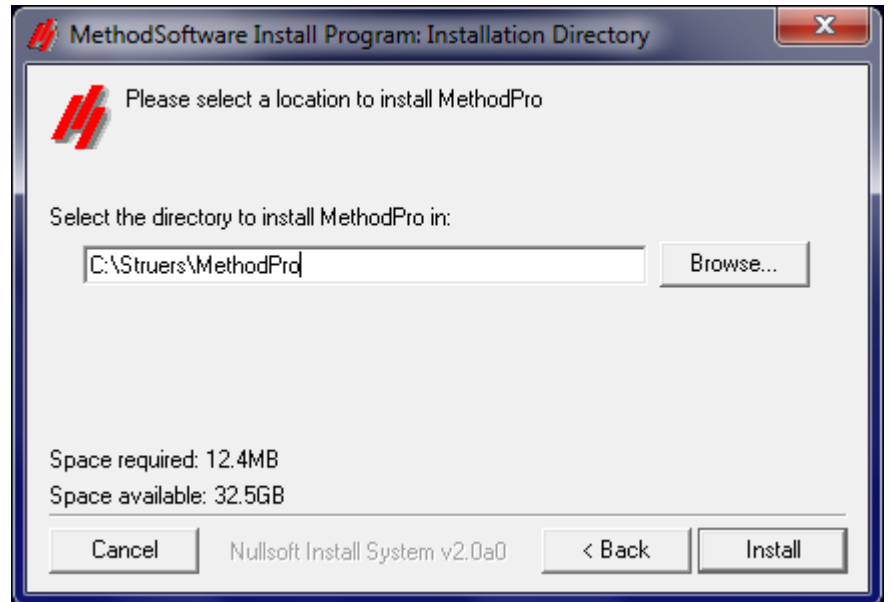 MethodSoftware Install Program: Installation Directory
Please select a location to install MethodPro
Select the directory to install MethodPro in:
C:\Struers\MethodPro
Browse...
Space required: 12.4MB
Space available: 32.5GB
Cancel
Nullsoft Install System v2.0a0
< Back
Install